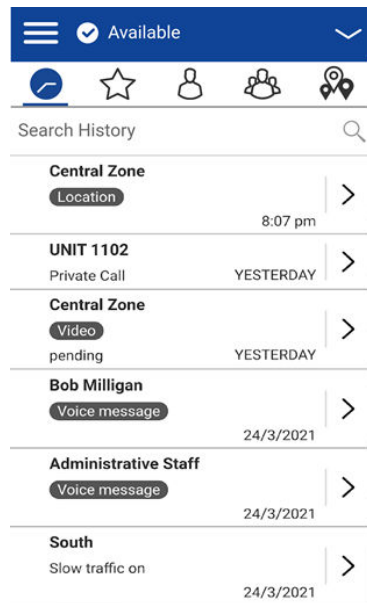 Available
Search History
Central Zone
Location
8:07 pm
UNIT 1102
Private Call YESTERDAY
Central Zone
Video
pending YESTERDAY
Bob Milligan
Voice message
24/3/2021
Administrative Staff
Voice message
24/3/2021
South
Slow traffic on
24/3/2021